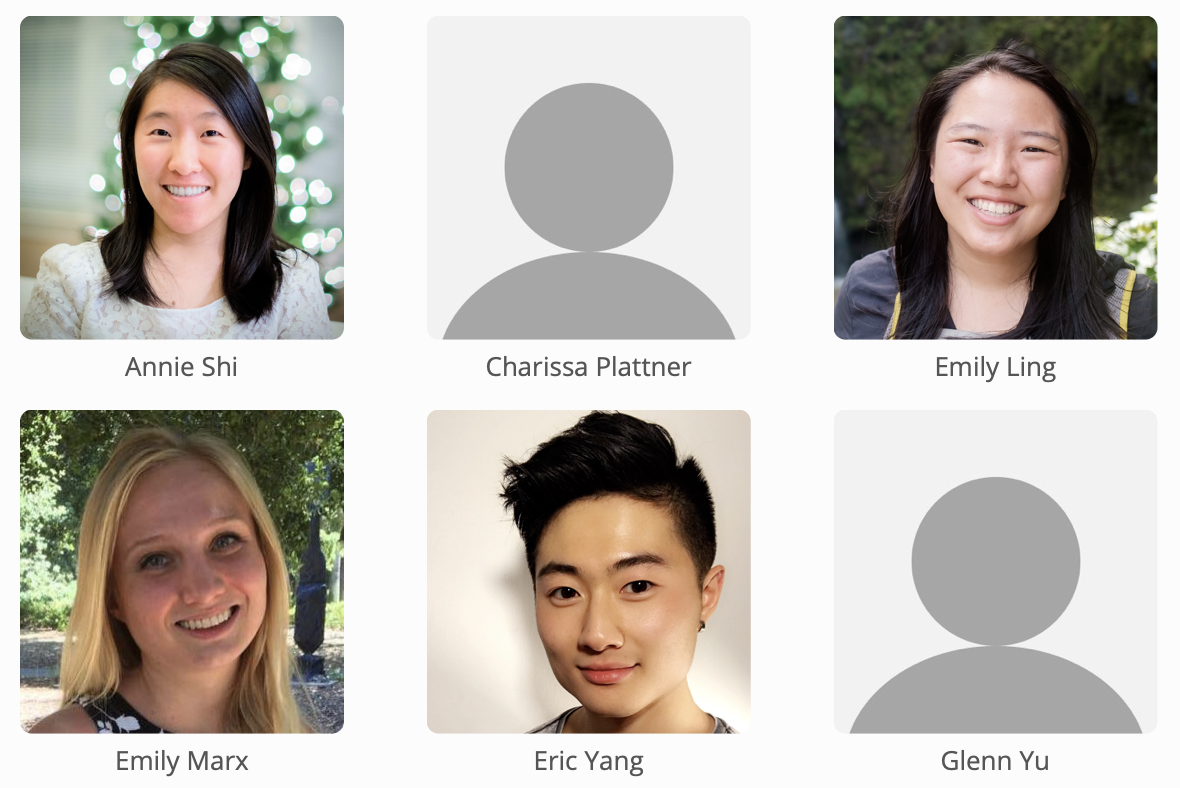 Annie Shi
Charissa Plattner
Emily Ling
Emily Marx
Eric Yang
Glenn Yu